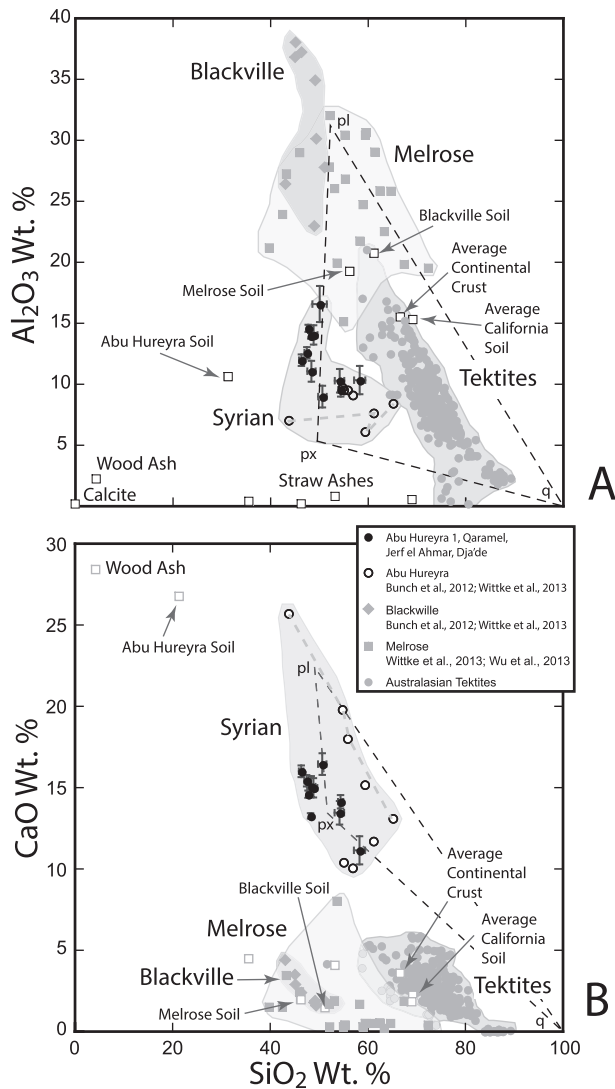 40
35
30
25
20
15
10
5
Al2O3 Wt. %
Blackville
pl
Melrose
Blackville Soil
Average
Continental
Crust
Melrose Soil
Average
California
Soil
Abu Hureyra Soil
Tektites
Syrian
px
Wood Ash
Straw Ashes
Calcite
q
A
30
25
20
15
10
5
0
CaO Wt. %
Wood Ash
Abu Hureyra Soil
Abu Hureyra 1, Qaramel,
Jerf el Ahmar, Dja'de
Abu Hureyra
Bunch et al., 2012; Wittke et al., 2013
Blackwille
Bunch et al., 2012; Wittke et al., 2013
Melrose
Wittke et al., 2013; Wu et al., 2013
Australasian Tektites
pl
Syrian
px
Average
Continental
Crust
Blackville Soil
Average
California
Soil
Melrose
Blackville
Tektites
Melrose Soil
q
B
0 20 40 60 80 100
SiO2 Wt. %